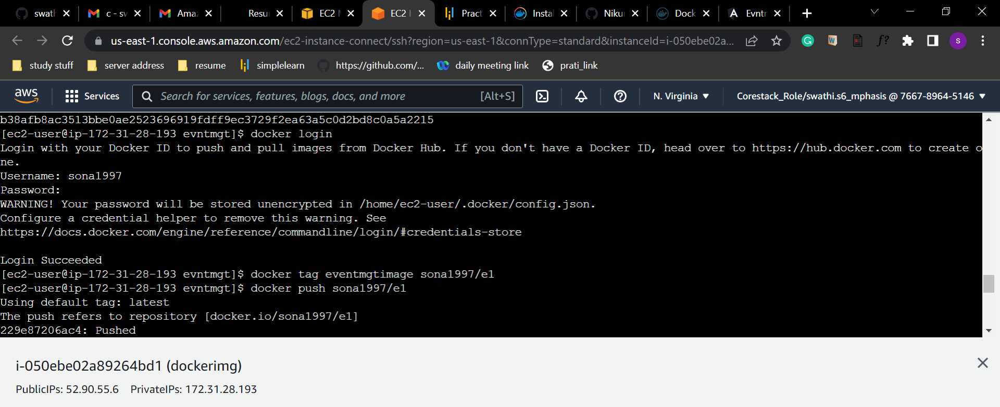 swath
c - sw
Amaz
Resu
EC2 M
EC2 I
Pract
Instal
Niku
Dock
Evntm
us-east-1.console.aws.amazon.com/ec2-instance-connect/ssh?region=us-east-1&connType=standard&instanceId=i-050ebe02a...
study stuff
server address
resume
simplelearn
https://github.com/...
daily meeting link
prati_link
aws
Services
Search for services, features, blogs, docs, and more
[Alt+S]
N. Virginia
Corestack_Role/swathi.s6_mphasis @ 7667-8964-5146
b38afb8ac3513bbe0ae2523696919fdff9ec3729f2ea63a5c0d2bd8c0a5a2215
[ec2-user@ip-172-31-28-193 evntmgt]$ docker login
Login with your Docker ID to push and pull images from Docker Hub. If you don't have a Docker ID, head over to https://hub.docker.com to create o
ne.
Username: sona1997
Password:
WARNING! Your password will be stored unencrypted in /home/ec2-user/.docker/config.json.
Configure a credential helper to remove this warning. See
https://docs.docker.com/engine/reference/commandline/login/#credentials-store
Login Succeeded
[ec2-user@ip-172-31-28-193 evntmgt]$ docker tag eventmgtimage sona1997/e1
[ec2-user@ip-172-31-28-193 evntmgt]$ docker push sona1997/e1
Using default tag: latest
The push refers to repository [docker.io/sona1997/e1]
229e87206ac4: Pushed
i-050ebe02a89264bd1 (dockerimg)
PublicIPs: 52.90.55.6 PrivateIPs: 172.31.28.193